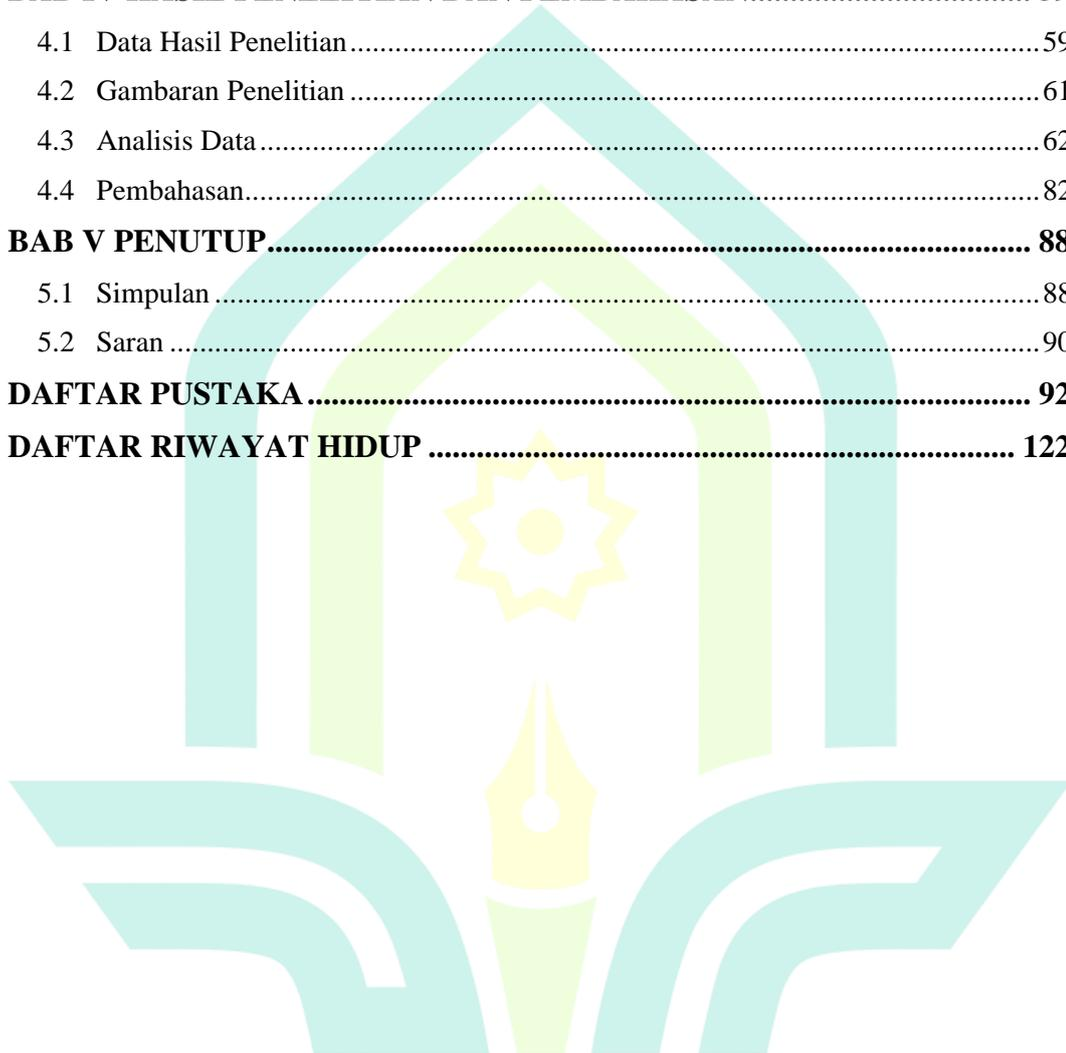 4.1 Data Hasil Penelitian.......................................................................................... 59
4.2 Gambaran Penelitian .......................................................................................... 61
4.3 Analisis Data...................................................................................................... 62
4.4 Pembahasan........................................................................................................ 82
BAB V PENUTUP................................................................................................. 88
5.1 Simpulan ............................................................................................................ 88
5.2 Saran .................................................................................................................. 90
DAFTAR PUSTAKA............................................................................................ 92
DAFTAR RIWAYAT HIDUP ............................................................................ 122